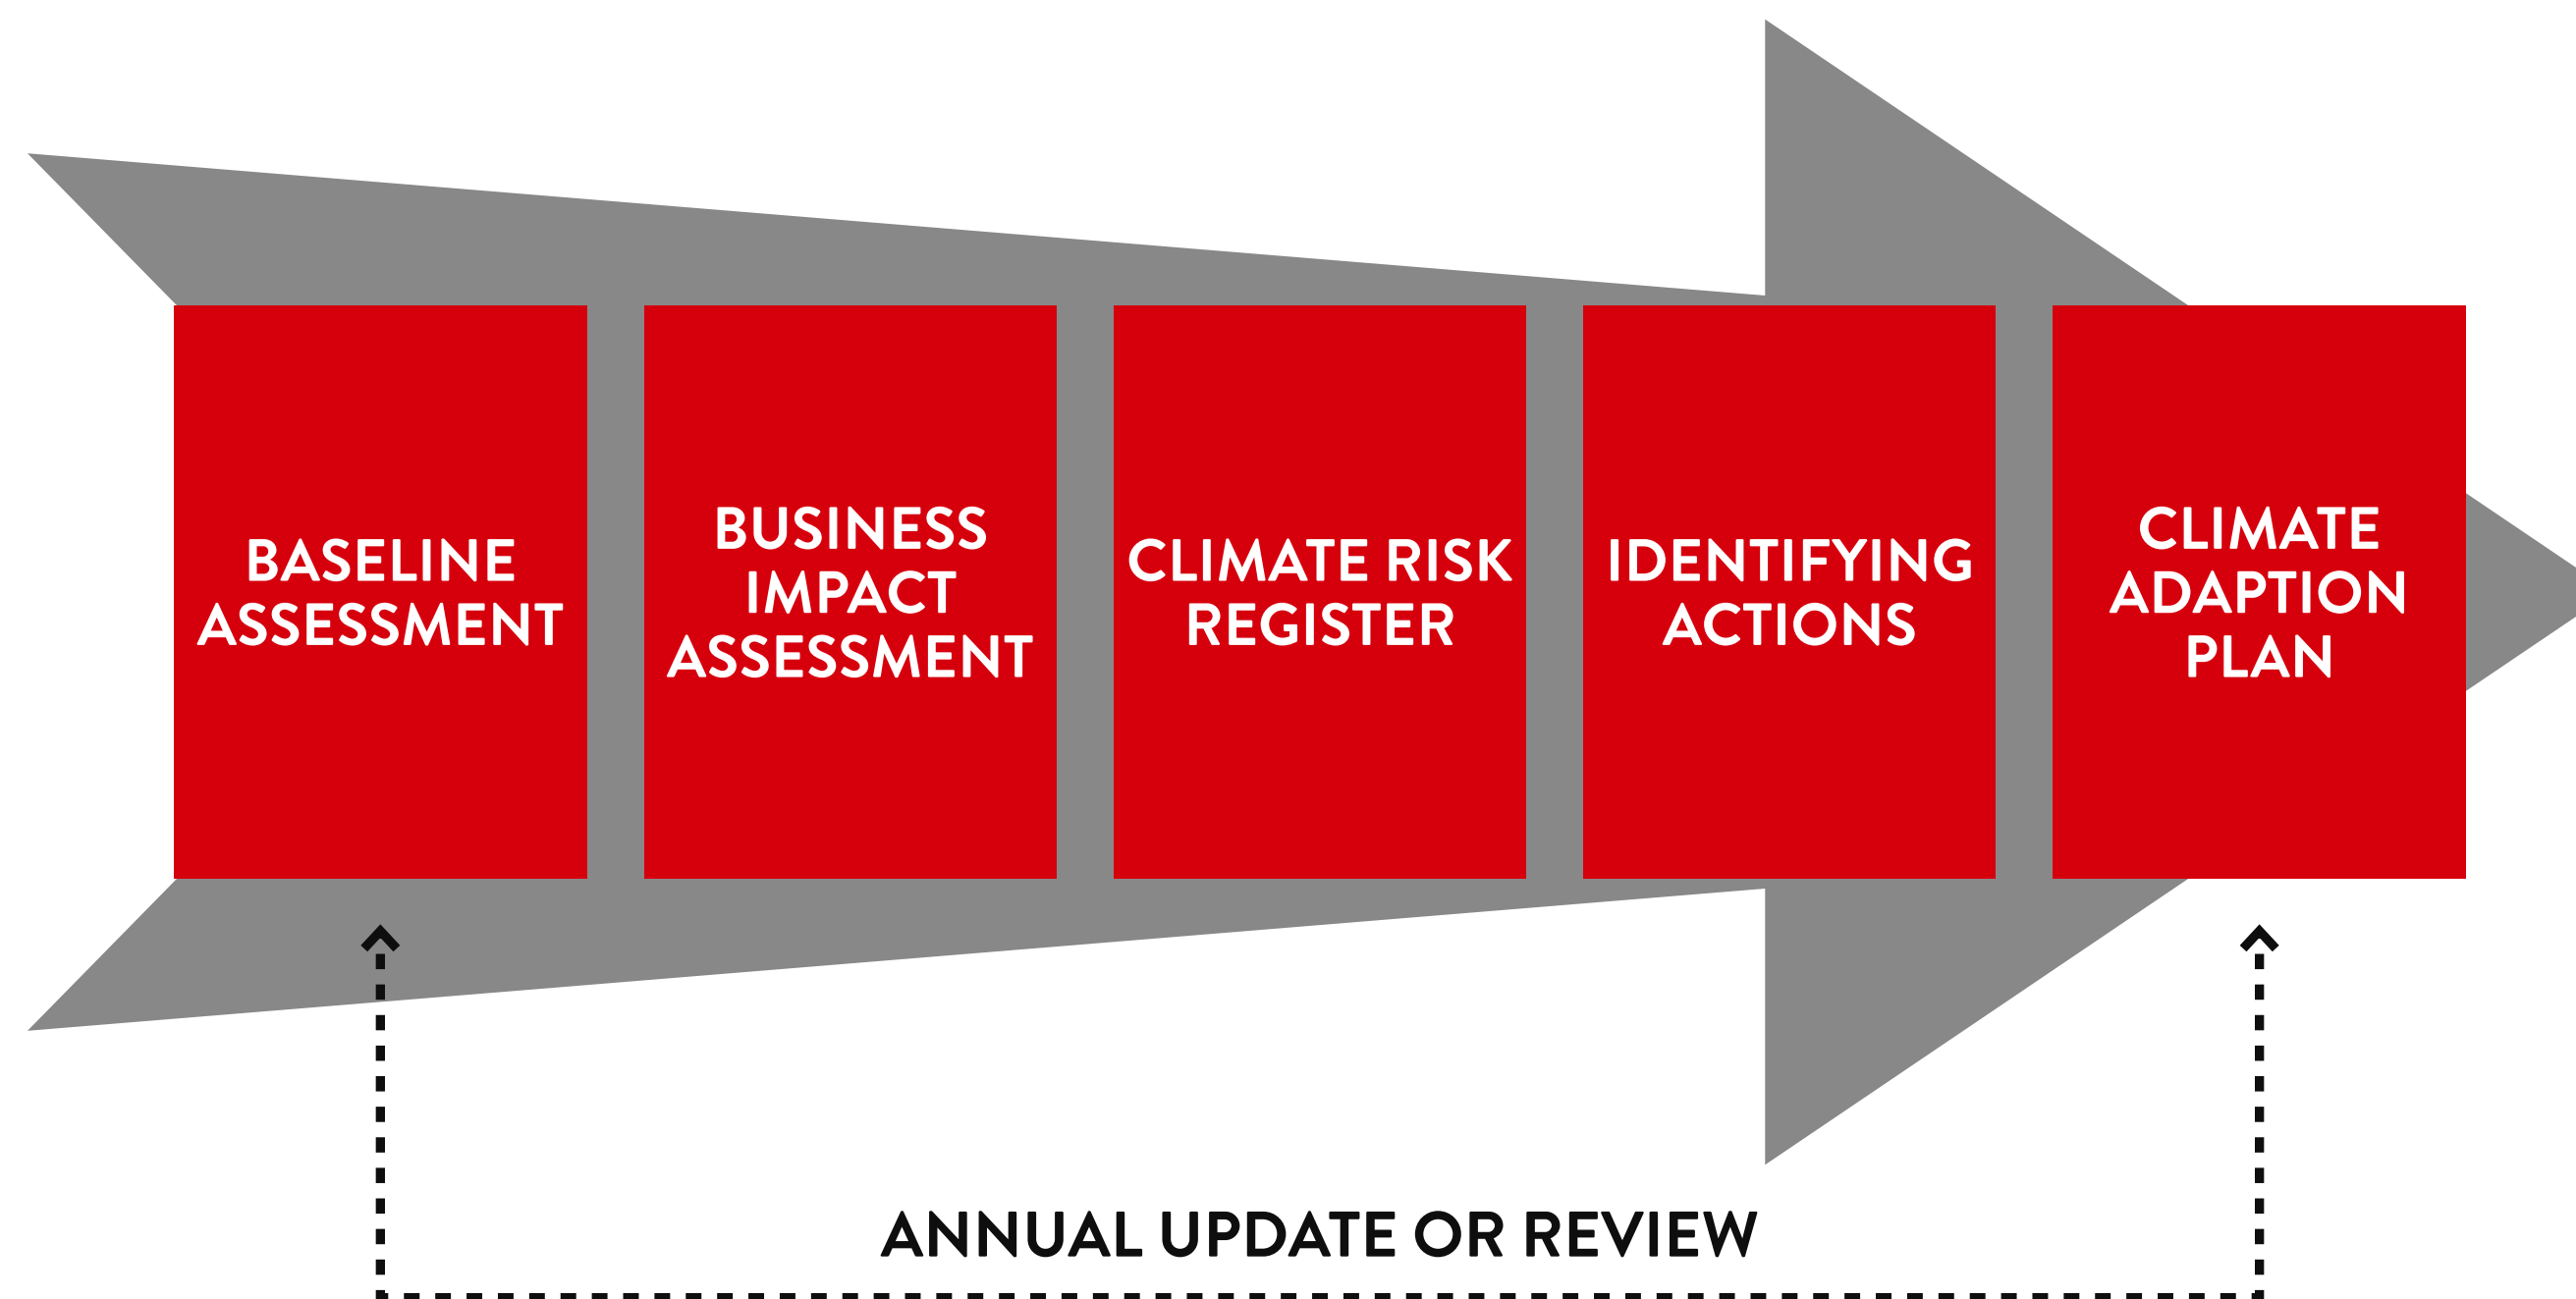 BASELINE
ASSESSMENT
BUSINESS
IMPACT
ASSESSMENT
CLIMATE RISK
REGISTER
IDENTIFYING
ACTIONS
CLIMATE
ADAPTION
PLAN
ANNUAL UPDATE OR REVIEW